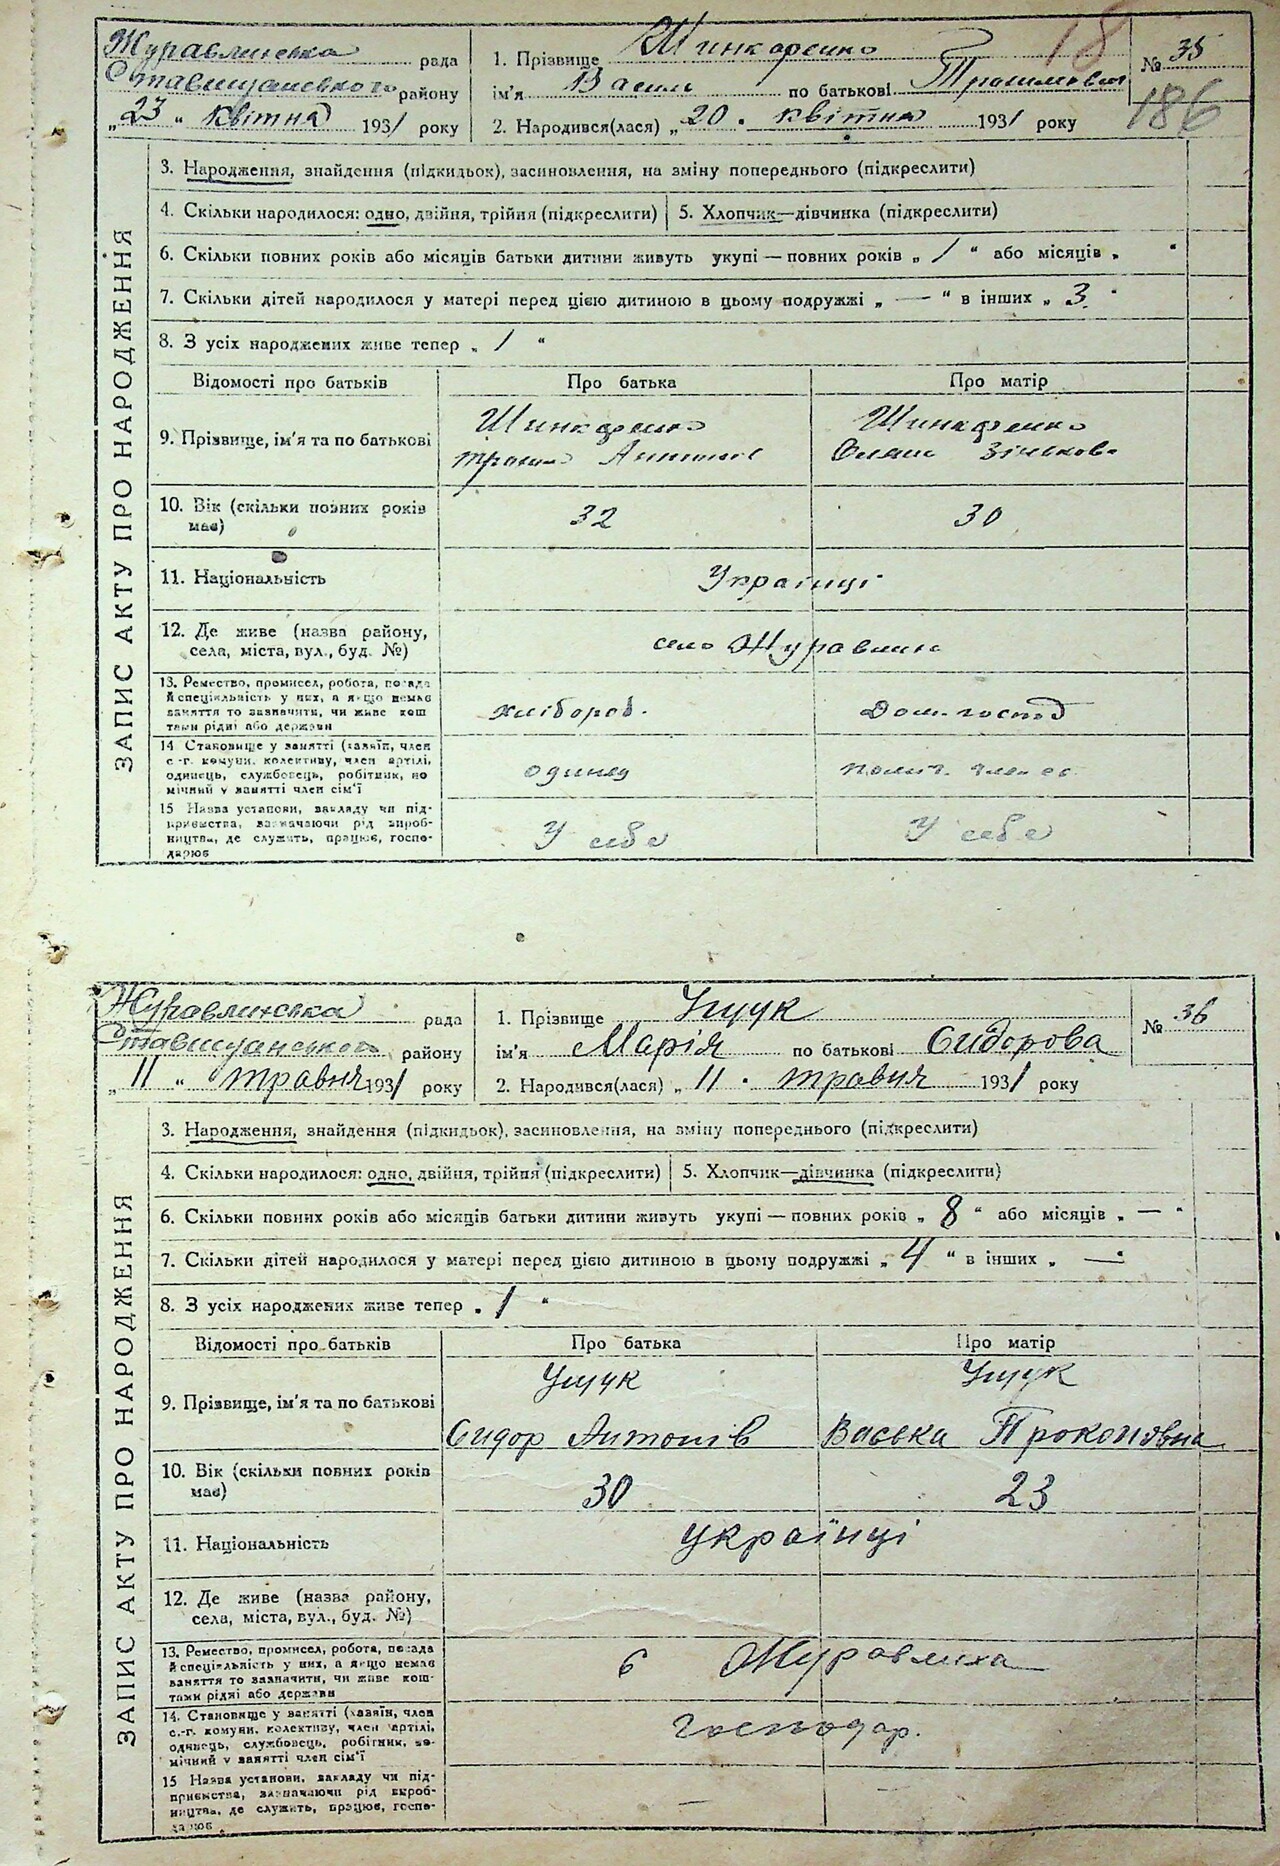 18
Журавлинська рада
Ставищанського району
„23“ квітня 1931 року
1. Прізвище Шинкаренко
ім'я Василь по батькові Трохимович
2. Народився(лася) „20. квітня 1931 року
№ 35
186
ЗАПИС АКТУ ПРО НАРОДЖЕННЯ
3. Народження, знайдення (підкидьок), засиновлення, на зміну попереднього (підкреслити)
4. Скільки народилося: одно, двійня, трійня (підкреслити) 5. Хлопчик—дівчинка (підкреслити)
6. Скільки повних років або місяців батьки дитини живуть укупі — повних років „ 1 “ або місяців „ “
7. Скільки дітей народилося у матері перед цією дитиною в цьому подружжі „ — “ в інших „ 3 “
8. З усіх народжених живе тепер „ 1 “
Відомості про батьків Про батька Про матір
9. Прізвище, ім'я та по батькові
Шинкаренко Шинкаренко
Зінькова
10. Вік (скільки повних років має)
32 30
11. Національність Українці
12. Де живе (назва району, села, міста, вул., буд. №)
село Журавлиха
13. Ремество, промисел, робота, посада й спеціяльність у них, а якщо немає заняття то зазначити, чи живе коштами рідні або держави
хлібороб. Дом. господ
14 Становище у занятті (хазяїн, член с.-г. комуни, колективу, член артілі, одинець, службовець, робітник, помічний у занятті член сім'ї
одинец
15 Назва установи, закладу чи підприємства, зазначаючи рід виробництва, де служить, працює, господарює
У себе У себе
Журавлинська рада
Ставищанського району
„11“ травня 1931 року
1. Прізвище Іщук
ім'я Марія по батькові Сидорова
2. Народився(лася) „11. травня 1931 року
№ 36
ЗАПИС АКТУ ПРО НАРОДЖЕННЯ
3. Народження, знайдення (підкидьок), засиновлення, на зміну попереднього (підкреслити)
4. Скільки народилося: одно, двійня, трійня (підкреслити) 5. Хлопчик—дівчинка (підкреслити)
6. Скільки повних років або місяців батьки дитини живуть укупі — повних років „ 8 “ або місяців „ — “
7. Скільки дітей народилося у матері перед цією дитиною в цьому подружжі „ 4 “ в інших „ — “
8. З усіх народжених живе тепер „ 1 “
Відомості про батьків Про батька Про матір
9. Прізвище, ім'я та по батькові
Іщук Іщук
Сидор Антонів Васька Прокопівна
10. Вік (скільки повних років має)
30 23
11. Національність українці
12. Де живе (назва району, села, міста, вул., буд. №)
13. Ремество, промисел, робота, посада й спеціяльність у них, а якщо немає заняття то зазначити, чи живе коштами рідні або держави
с Журавлиха
14. Становище у занятті (хазяїн, член с.-г. комуни, колективу, член артілі, одинець, службовець, робітник, помічний у занятті член сім'ї
господар.
15 Назва установи, закладу чи підприємства, зазначаючи рід виробництва, де служить, працює, господарює
— —